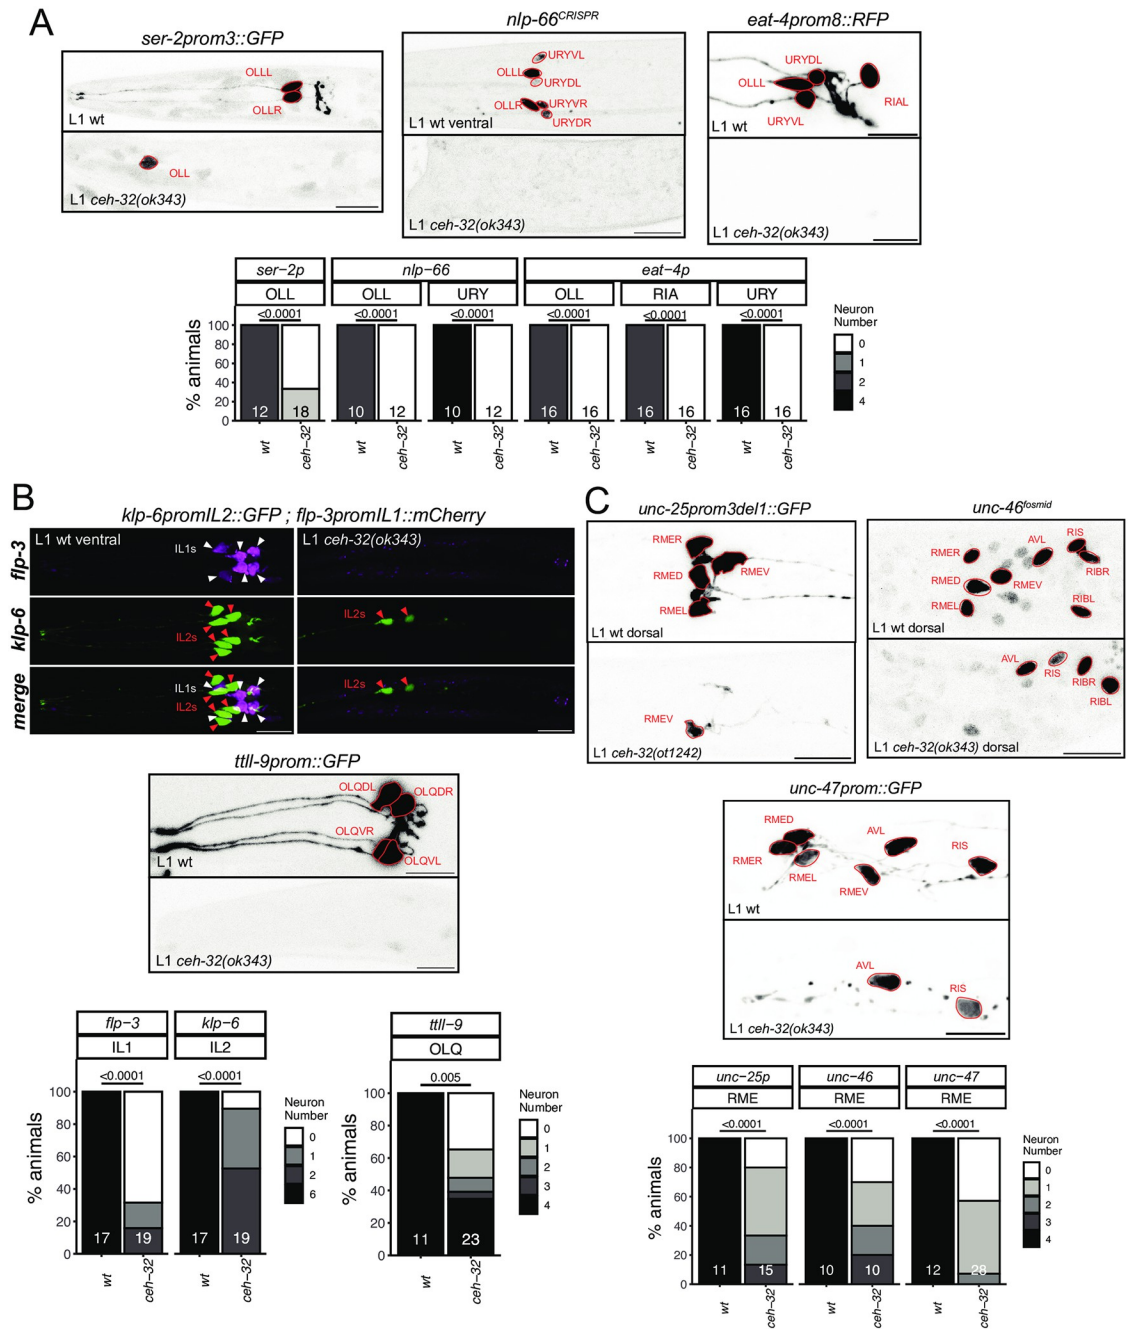 A
ser-2prom3::GFP
OLLL
OLLR
L1 wt
OLL
L1 ceh-32(ok343)
nlp-66CRISPR
URYVL
OLLL
URYDL
OLLR
URYVR
URYDR
L1 wt ventral
L1 ceh-32(ok343)
eat-4prom8::RFP
URYDL
OLLL
RIAL
URYVL
L1 wt
L1 ceh-32(ok343)
ser−2p
nlp−66
eat−4p
OLL
OLL
URY
OLL
RIA
URY
<0.0001
<0.0001
<0.0001
<0.0001
<0.0001
<0.0001
% animals
100
80
60
40
20
0
12
18
10
12
10
12
16
16
16
16
16
16
wt
ceh−32
wt
ceh−32
wt
ceh−32
wt
ceh−32
wt
ceh−32
wt
ceh−32
Neuron
Number
0
1
2
4
B
klp-6promIL2::GFP ; flp-3promIL1::mCherry
flp-3
klp-6
merge
L1 wt ventral
L1 ceh-32(ok343)
IL1s
IL2s
IL2s
IL1s
IL2s
IL2s
ttll-9prom::GFP
OLQDL
OLQDR
OLQVR
OLQVL
L1 wt
L1 ceh-32(ok343)
flp−3
klp−6
IL1
IL2
<0.0001
<0.0001
% animals
100
80
60
40
20
0
17
19
17
19
wt
ceh−32
wt
ceh−32
Neuron
Number
0
1
2
6
ttll−9
OLQ
0.005
% animals
100
80
60
40
20
0
11
23
wt
ceh−32
Neuron
Number
0
1
2
3
4
C
unc-25prom3del1::GFP
RMER
RMED
RMEV
RMEL
L1 wt dorsal
RMEV
L1 ceh-32(ot1242)
unc-46fosmid
RIS
AVL
RMER
RIBR
RMED
RMEV
RMEL
RIBL
L1 wt dorsal
AVL
RIS
RIBR
RIBL
L1 ceh-32(ok343) dorsal
unc-47prom::GFP
RMED
AVL
RIS
RMER
RMEL
RMEV
L1 wt
AVL
RIS
L1 ceh-32(ok343)
unc−25p
unc−46
unc−47
RME
RME
RME
<0.0001
<0.0001
<0.0001
% animals
100
80
60
40
20
0
11
15
10
10
12
28
wt
ceh−32
wt
ceh−32
wt
ceh−32
Neuron
Number
0
1
2
3
4